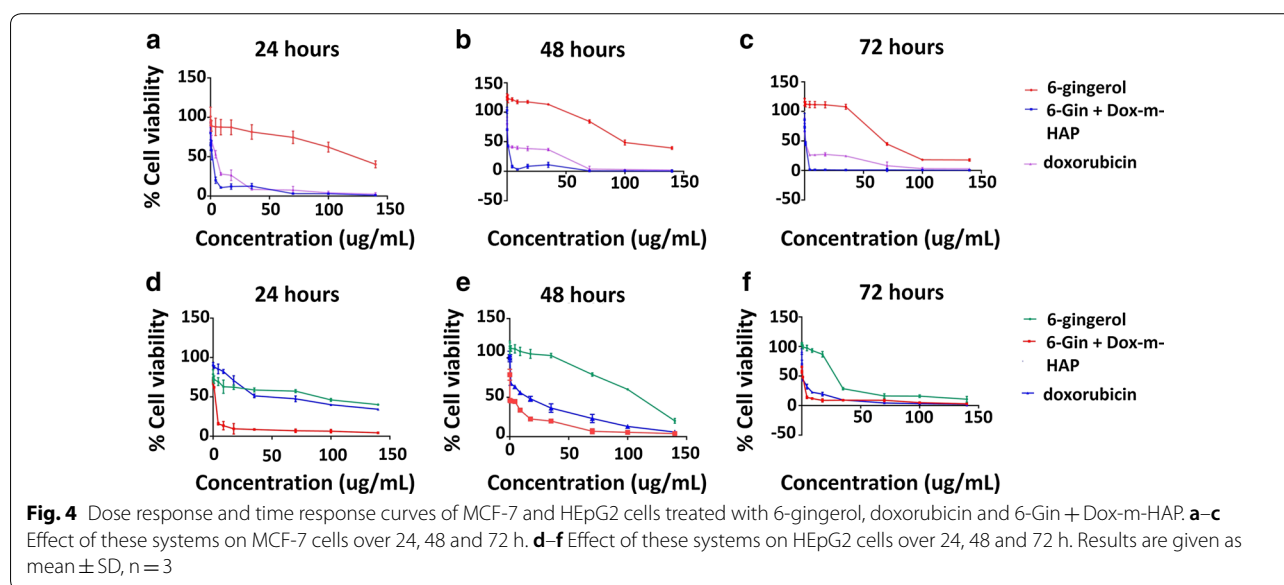 a 24 hours
b 48 hours
c 72 hours
% Cell viability
150
100
50
0
0 50 100 150
Concentration (ug/mL)
150
100
50
0
-50
50 100 150
Concentration (ug/mL)
150
100
50
0
-50
50 100 150
Concentration (ug/mL)
6-gingerol
6-Gin + Dox-m-
HAP
doxorubicin
d 24 hours
e 48 hours
f 72 hours
% Cell viability
150
100
50
0
0 50 100 150
Concentration (ug/mL)
% Cell viability
150
100
50
0
0 50 100 150
Concentration (ug/mL)
% Cell viability
150
100
50
0
-50
50 100 150
Concentration (ug/mL)
6-gingerol
6-Gin + Dox-m-
HAP
doxorubicin
Fig. 4 Dose response and time response curves of MCF-7 and HEpG2 cells treated with 6-gingerol, doxorubicin and 6-Gin + Dox-m-HAP. a–c
Effect of these systems on MCF-7 cells over 24, 48 and 72 h. d–f Effect of these systems on HEpG2 cells over 24, 48 and 72 h. Results are given as
mean ± SD, n = 3